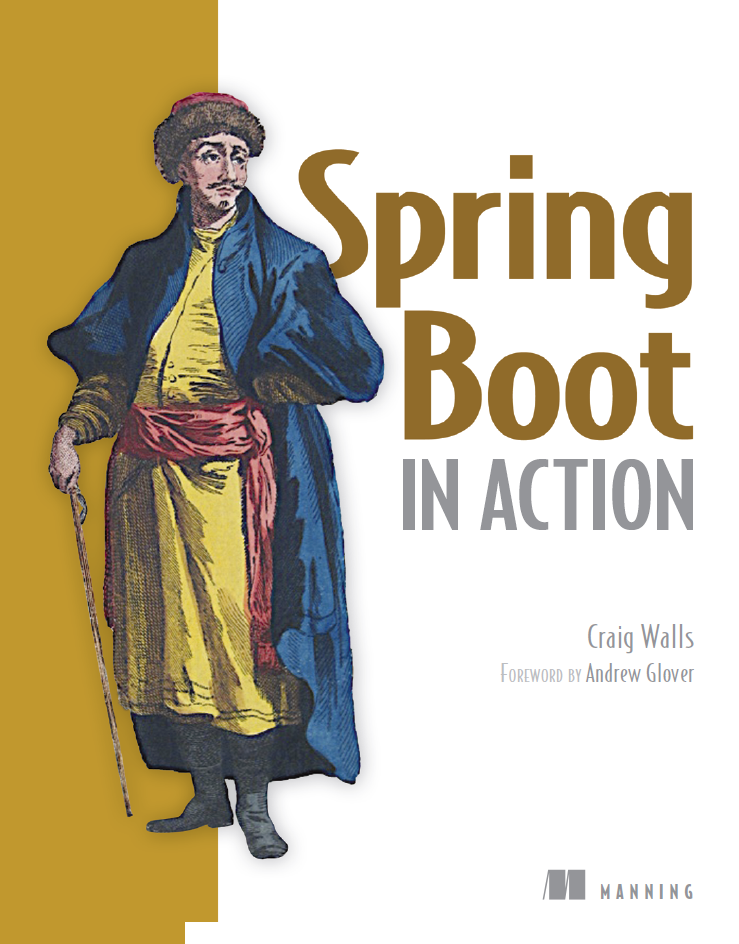 Spring
Boot
IN ACTION
Craig Walls
FOREWORD BY Andrew Glover
MANNING